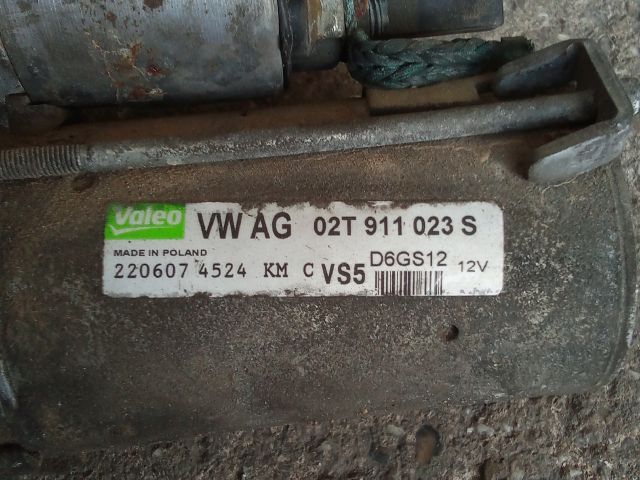 Valeo VW AG 02T 911 023 S
MADE IN POLAND
220607 4524 KM C VS5 D6GS12 12V